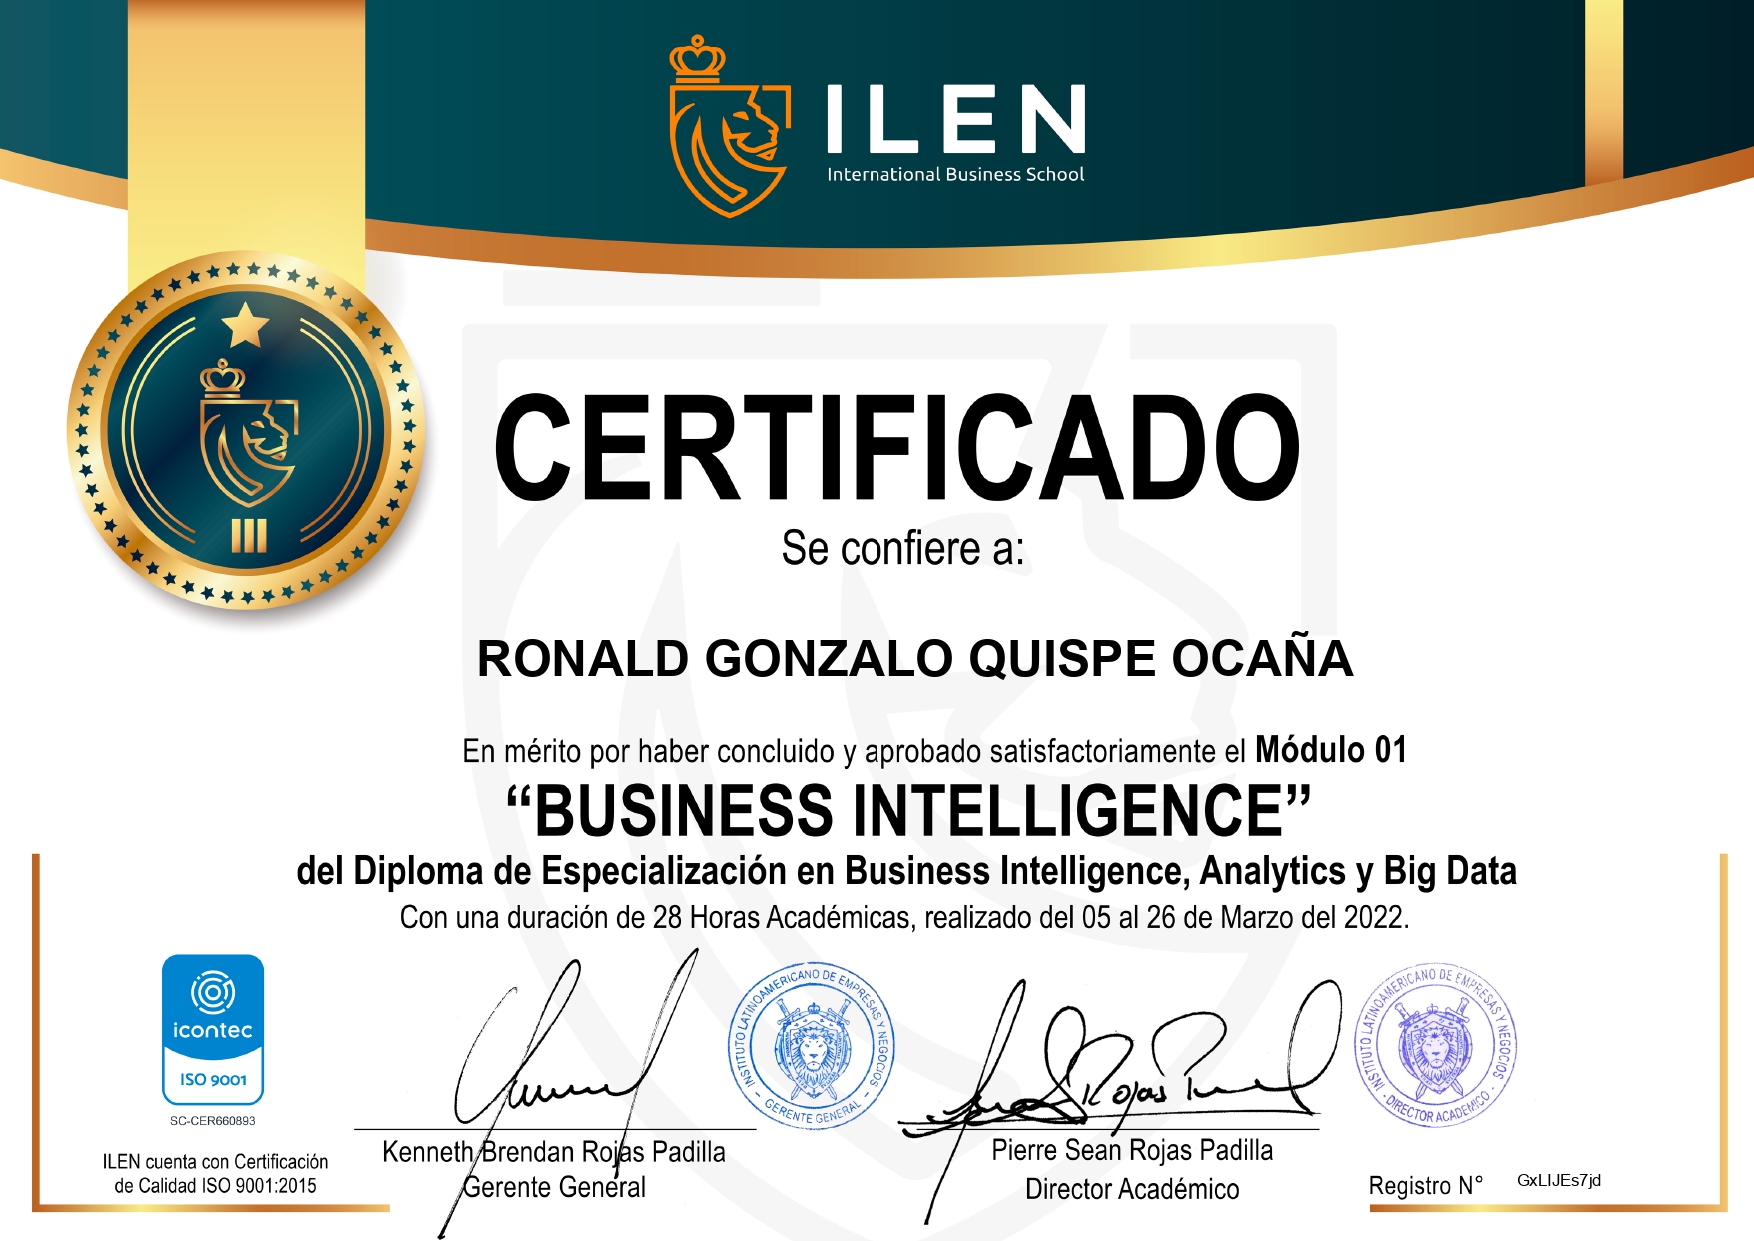 ILEN
International Business School
CERTIFICADO
Se confiere a:
RONALD GONZALO QUISPE OCAÑA
En mérito por haber concluido y aprobado satisfactoriamente el Módulo 01
“BUSINESS INTELLIGENCE”
del Diploma de Especialización en Business Intelligence, Analytics y Big Data
Con una duración de 28 Horas Académicas, realizado del 05 al 26 de Marzo del 2022.
icontec
ISO 9001
SC-CER660893
ILEN cuenta con Certificación
de Calidad ISO 9001:2015
Kenneth Brendan Rojas Padilla
Gerente General
INSTITUTO LATINOAMERICANO DE EMPRESAS Y NEGOCIOS
- GERENTE GENERAL -
Rojas
Pierre Sean Rojas Padilla
Director Académico
INSTITUTO LATINOAMERICANO DE EMPRESAS Y NEGOCIOS
- DIRECTOR ACADEMICO -
Registro N° GxLIJEs7jd